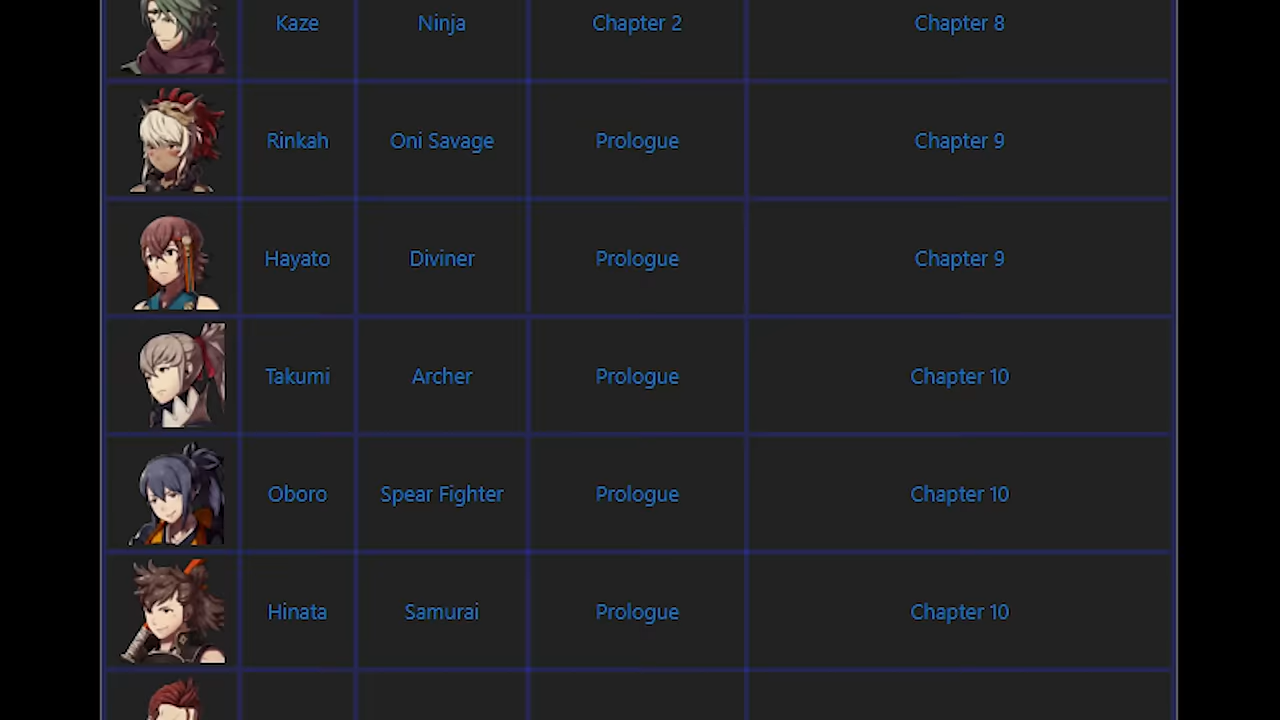 Kaze Ninja Chapter 2 Chapter 8
Rinkah Oni Savage Prologue Chapter 9
Hayato Diviner Prologue Chapter 9
Takumi Archer Prologue Chapter 10
Oboro Spear Fighter Prologue Chapter 10
Hinata Samurai Prologue Chapter 10